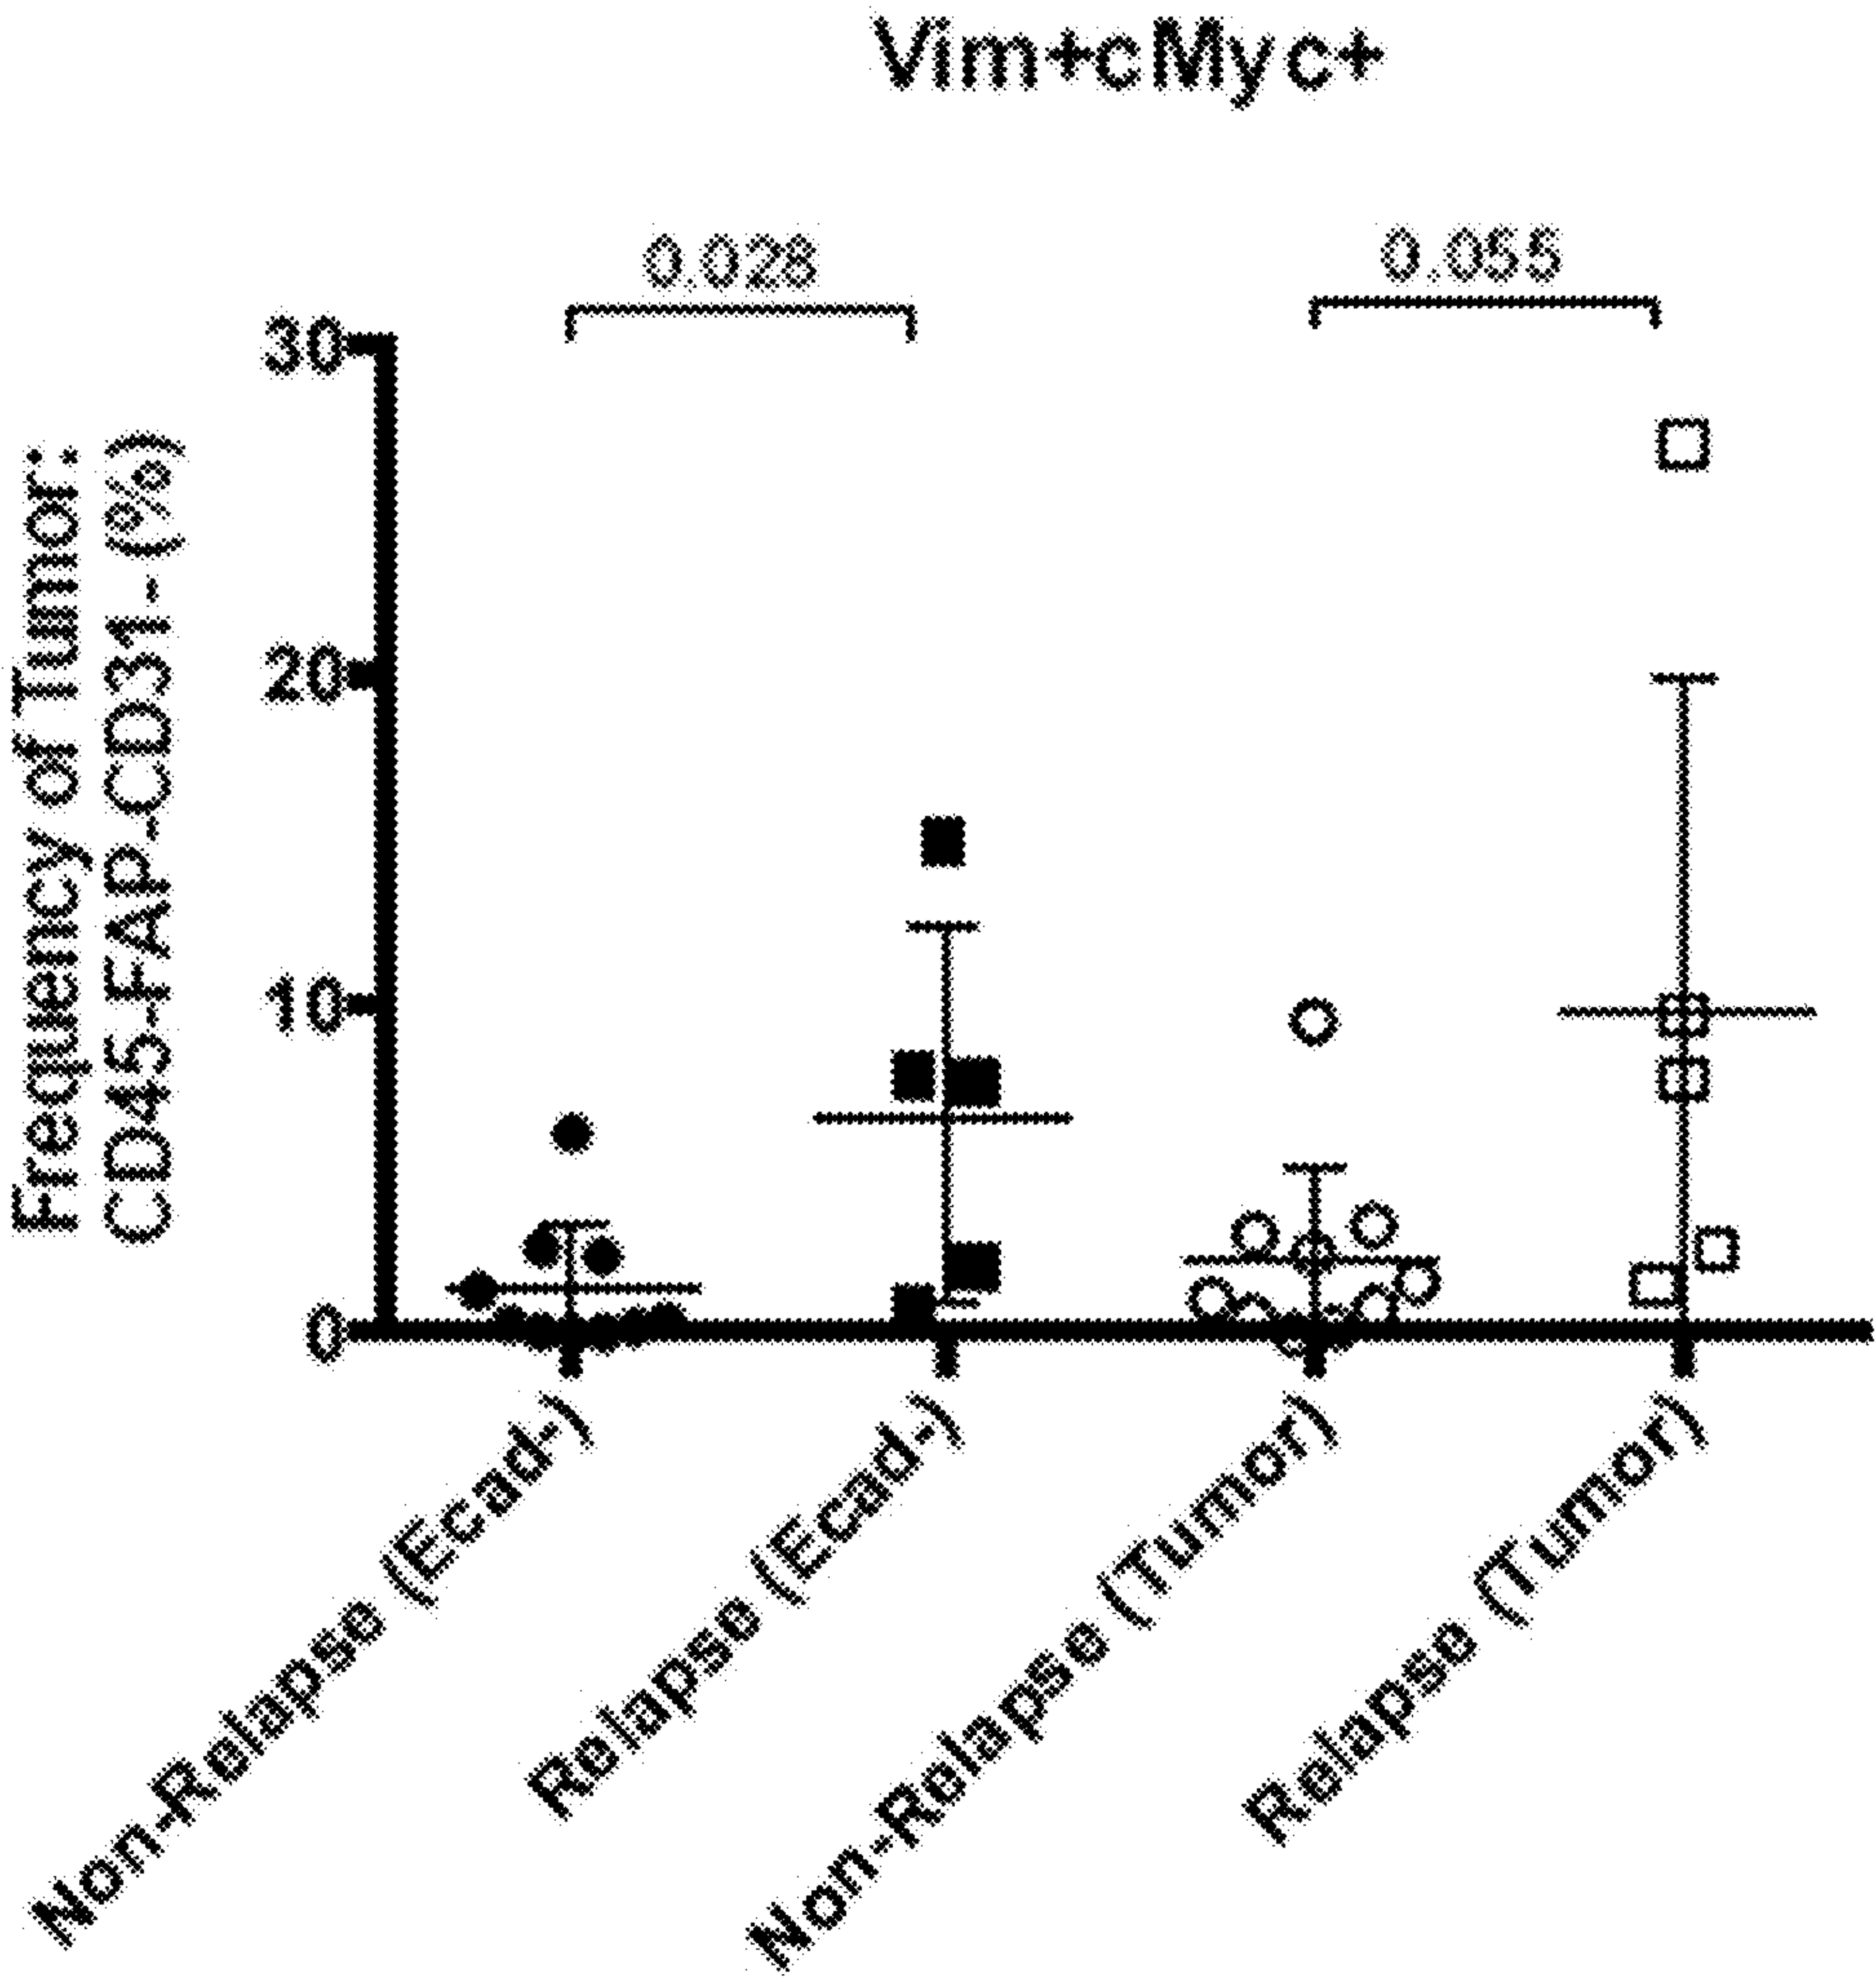 Vim+cMyc+
0.028
0.055
Frequency of Tumor:
CD45-FAP-CD31- (%)
30
20
10
0
Non-Relapse (Ecad-)
Relapse (Ecad-)
Non-Relapse (Tumor)
Relapse (Tumor)